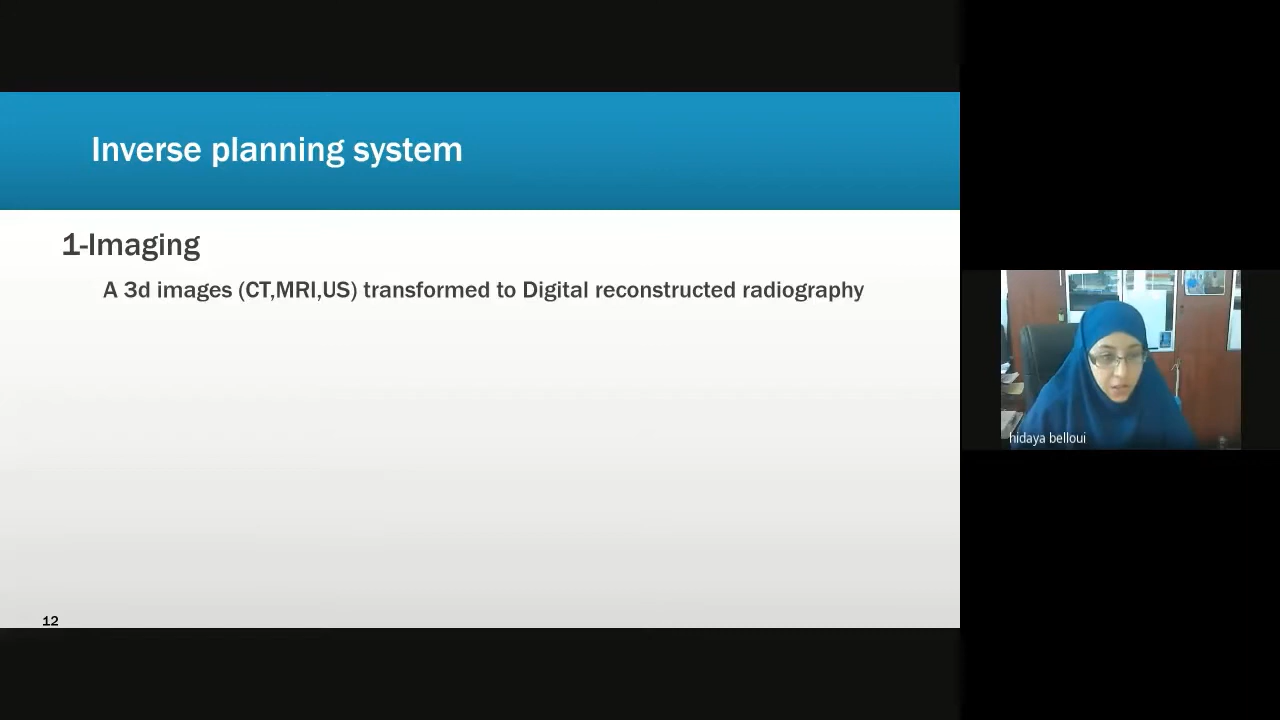 Inverse planning system
1-Imaging
A 3d images (CT,MRI,US) transformed to Digital reconstructed radiography
12
hidaya belloui